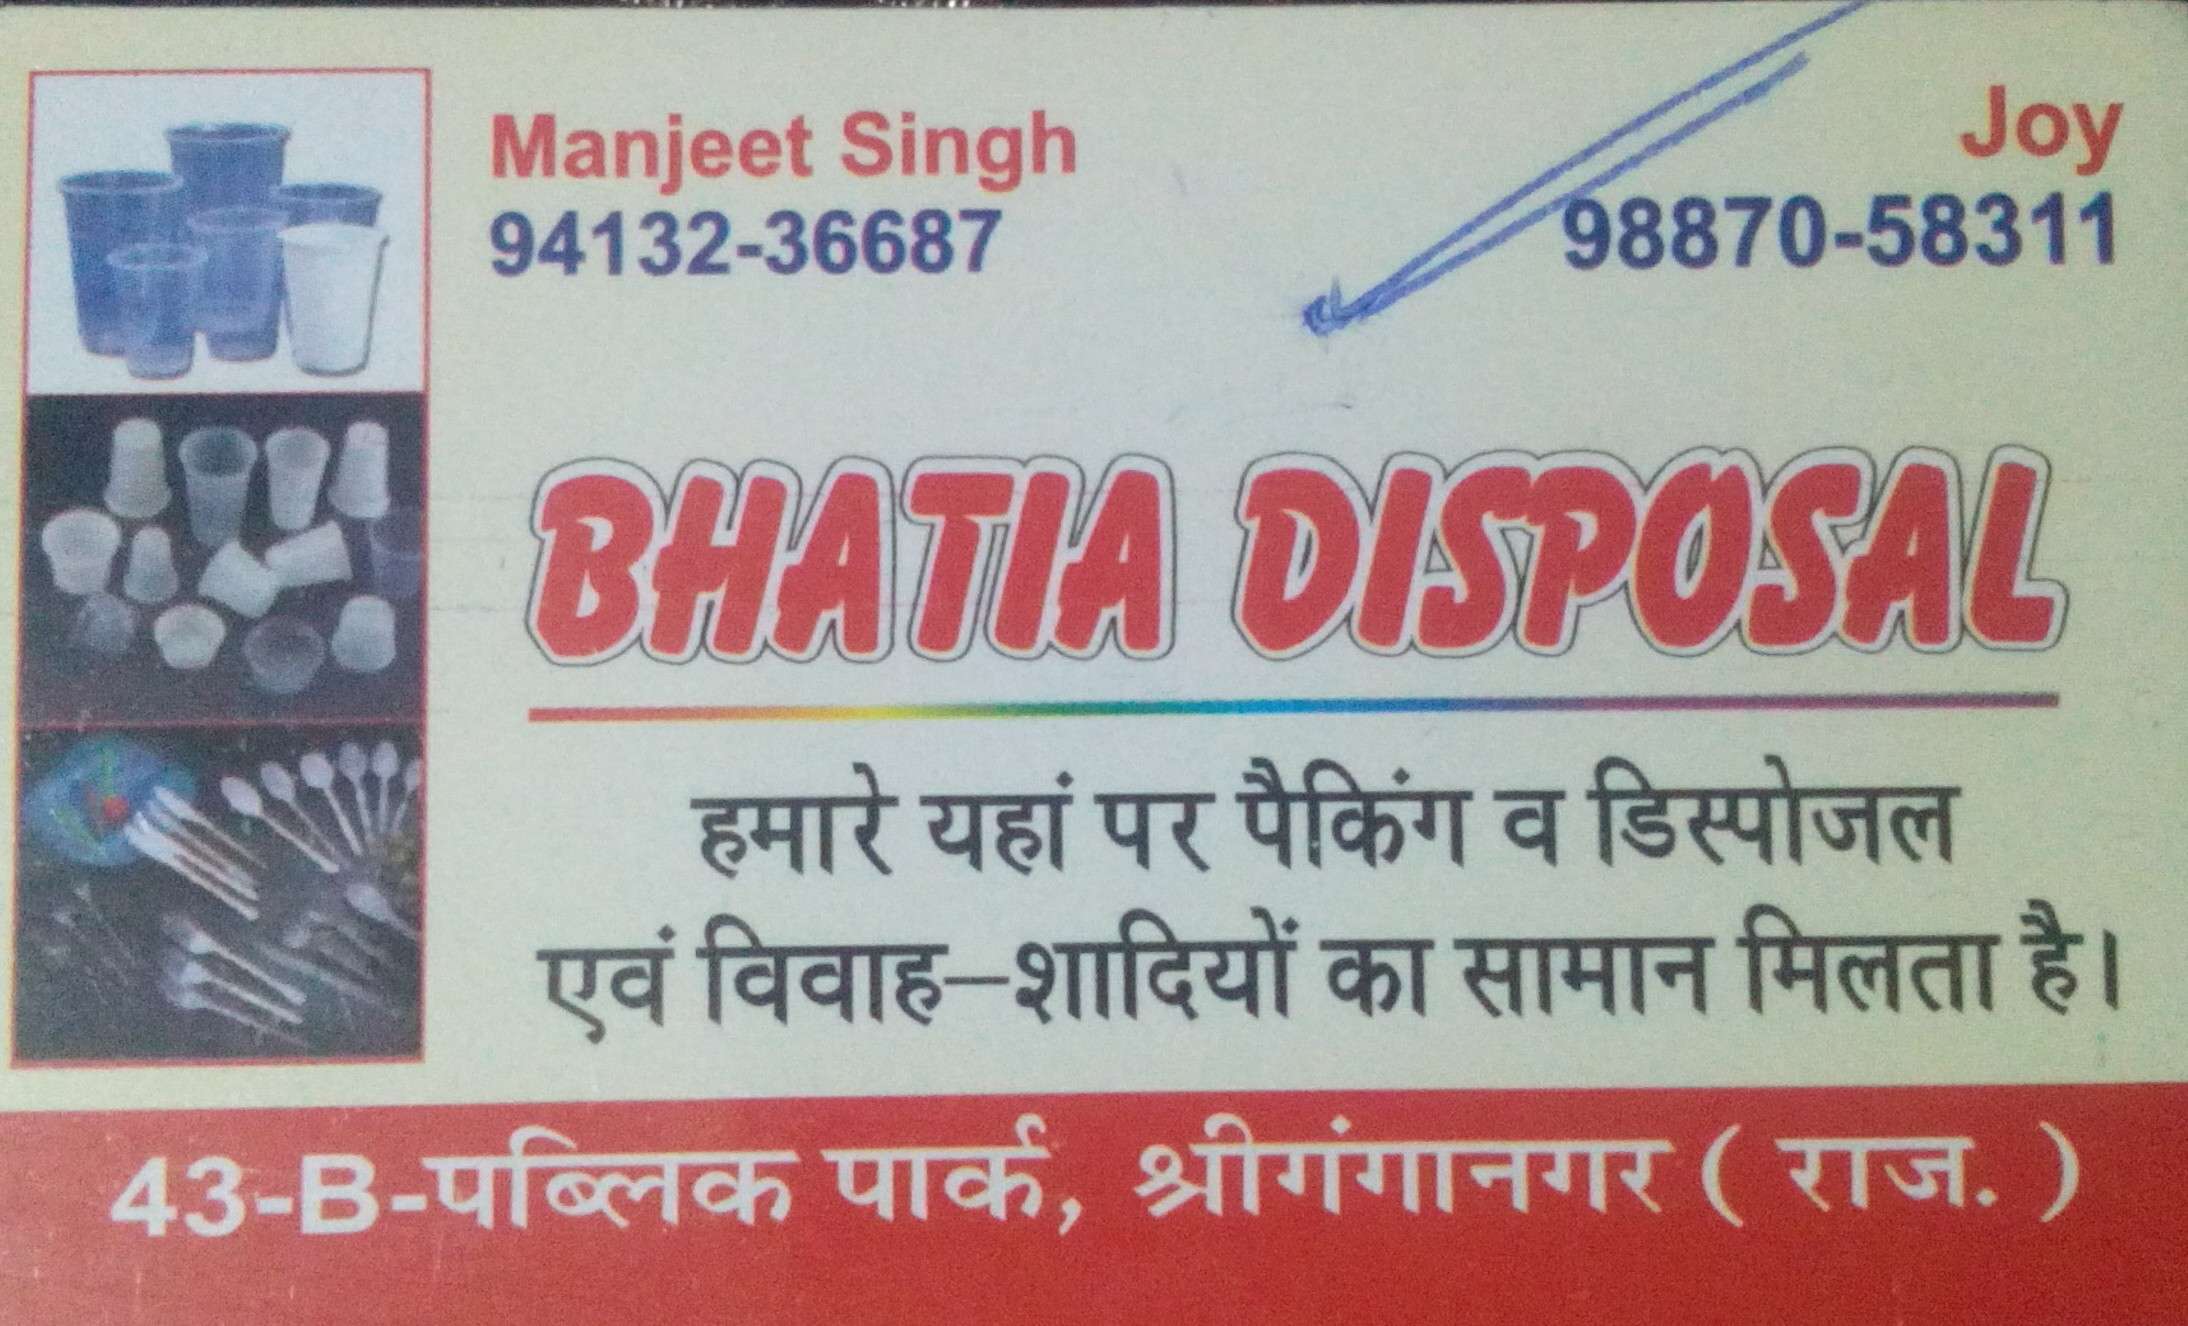 Manjeet Singh
94132-36687
Joy
98870-58311
BHATIA DISPOSAL
हमारे यहां पर पैकिंग व डिस्पोजल
एवं विवाह-शादियों का सामान मिलता है।
43-B-पब्लिक पार्क, श्रीगंगानगर ( राज. )